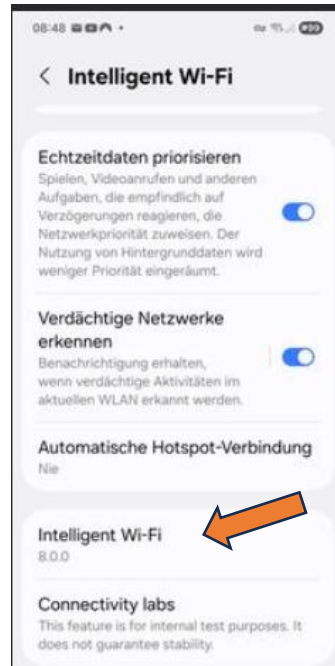 08:48
< Intelligent Wi-Fi
Echtzeitdaten priorisieren
Spielen, Videoanrufen und anderen
Aufgaben, die empfindlich auf
Verzögerungen reagieren, die
Netzwerkpriorität zuweisen. Der
Nutzung von Hintergrunddaten wird
weniger Priorität eingeräumt.
Verdächtige Netzwerke
erkennen
Benachrichtigung erhalten,
wenn verdächtige Aktivitäten im
aktuellen WLAN erkannt werden.
Automatische Hotspot-Verbindung
Nie
Intelligent Wi-Fi
8.0.0
Connectivity labs
This feature is for internal test purposes. It
does not guarantee stability.